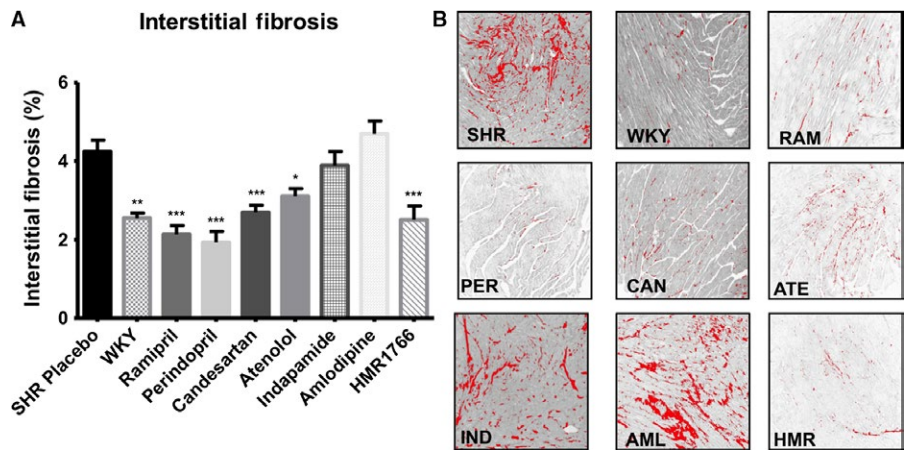 A
Interstitial fibrosis
Interstitial fibrosis (%)
6
4
2
0
**
***
***
***
*
***
SHR Placebo
WKY
Ramipril
Perindopril
Candesartan
Atenolol
Indapamide
Amlodipine
HMR1766
B
SHR
WKY
RAM
PER
CAN
ATE
IND
AML
HMR